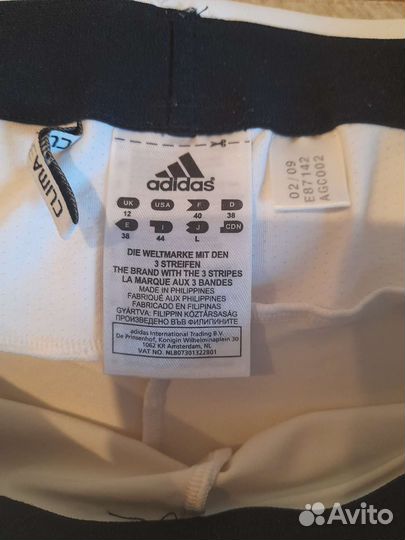 adidas
UK USA F D
12 40 38
E I J CDN
38 44 L
DIE WELTMARKE MIT DEN
3 STREIFEN
THE BRAND WITH THE 3 STRIPES
LA MARQUE AUX 3 BANDES
MADE IN PHILIPPINES
FABRIQUÉ AUX PHILIPPINES
FABRICADO EN FILIPINAS
GYÁRTVA: FILIPPIN KÖZTÁRSASÁG
ПРОИЗВЕДЕНО ВЪВ ФИЛИПИНИТЕ
adidas International Trading B.V.
De Prinsenhof, Konigin Wilhelminaplein 30
1062 KR Amsterdam, NL
VAT NO. NL807301322B01
02/09
E87142
AGC002
CLIMA
Avito